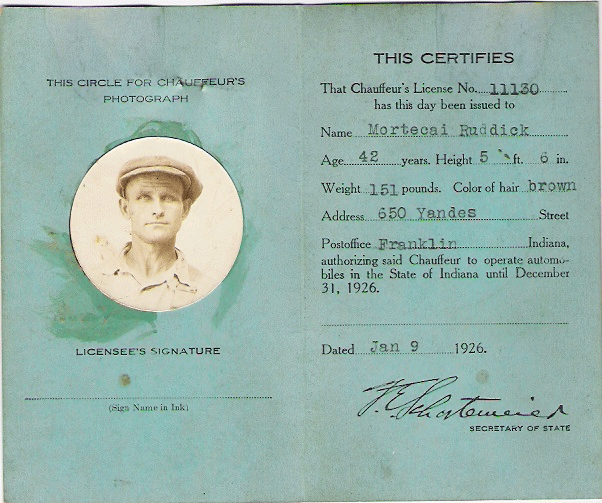 THIS CIRCLE FOR CHAUFFEUR'S
PHOTOGRAPH
LICENSEE'S SIGNATURE
(Sign Name in Ink)
THIS CERTIFIES
That Chauffeur's License No. 11130
has this day been issued to
Name Mortecai Ruddick
Age 42 years. Height 5 ft. 6 in.
Weight 151 pounds. Color of hair brown
Address 650 Yandes Street
Postoffice Franklin Indiana,
authorizing said Chauffeur to operate automo-
biles in the State of Indiana until December
31, 1926.
Dated Jan 9 1926.
F. E. Schortemeier
SECRETARY OF STATE